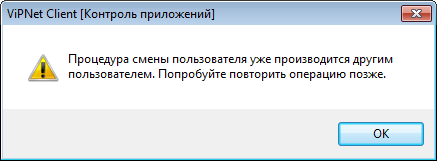 ViPNet Client [Контроль приложений]
Процедура смены пользователя уже производится другим
пользователем. Попробуйте повторить операцию позже.
OK